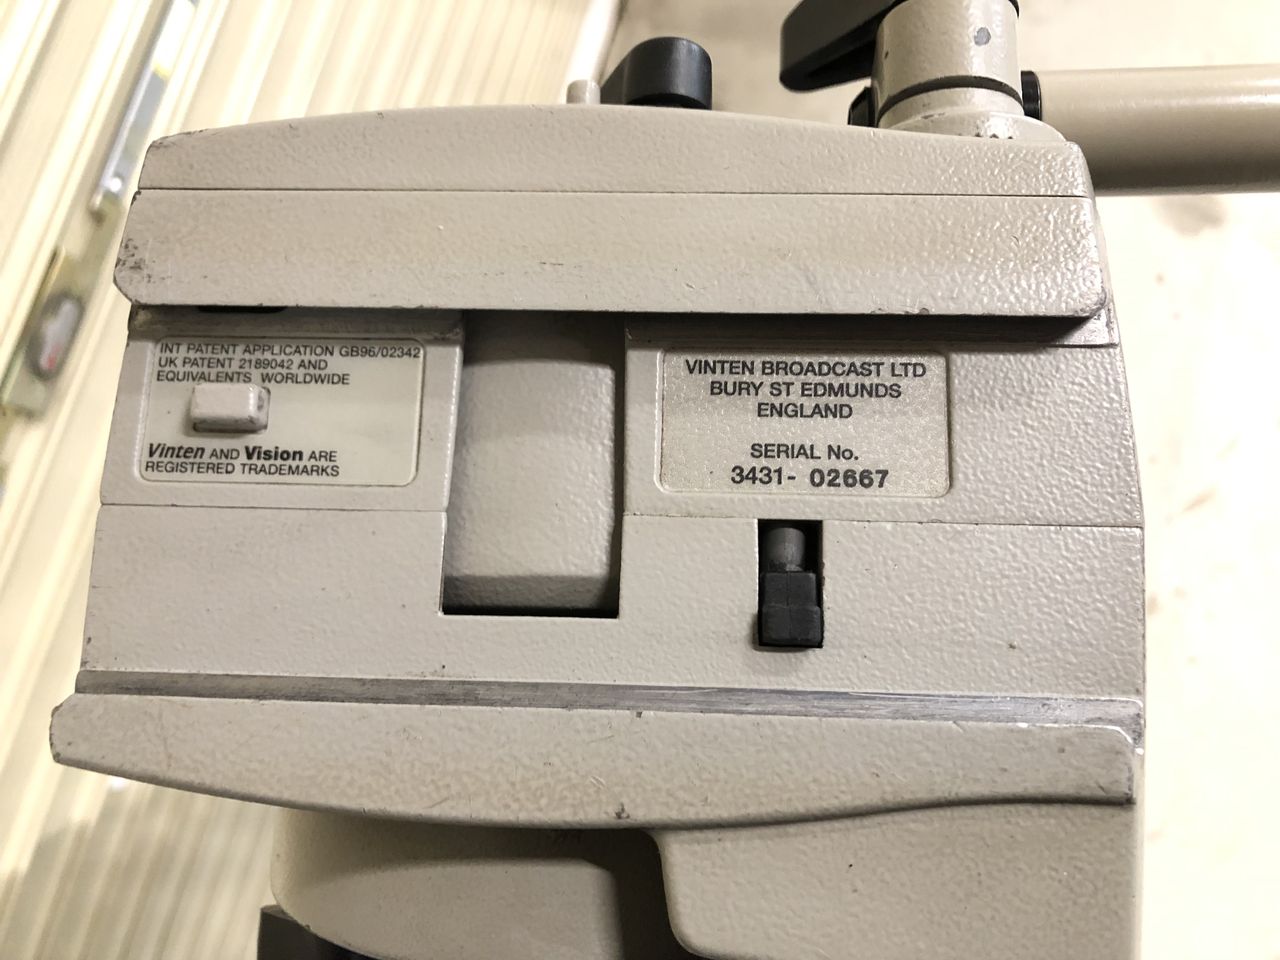 INT PATENT APPLICATION GB96/02342
UK PATENT 2189042 AND
EQUIVALENTS WORLDWIDE
Vinten AND Vision ARE
REGISTERED TRADEMARKS
VINTEN BROADCAST LTD
BURY ST EDMUNDS
ENGLAND
SERIAL No.
3431- 02667